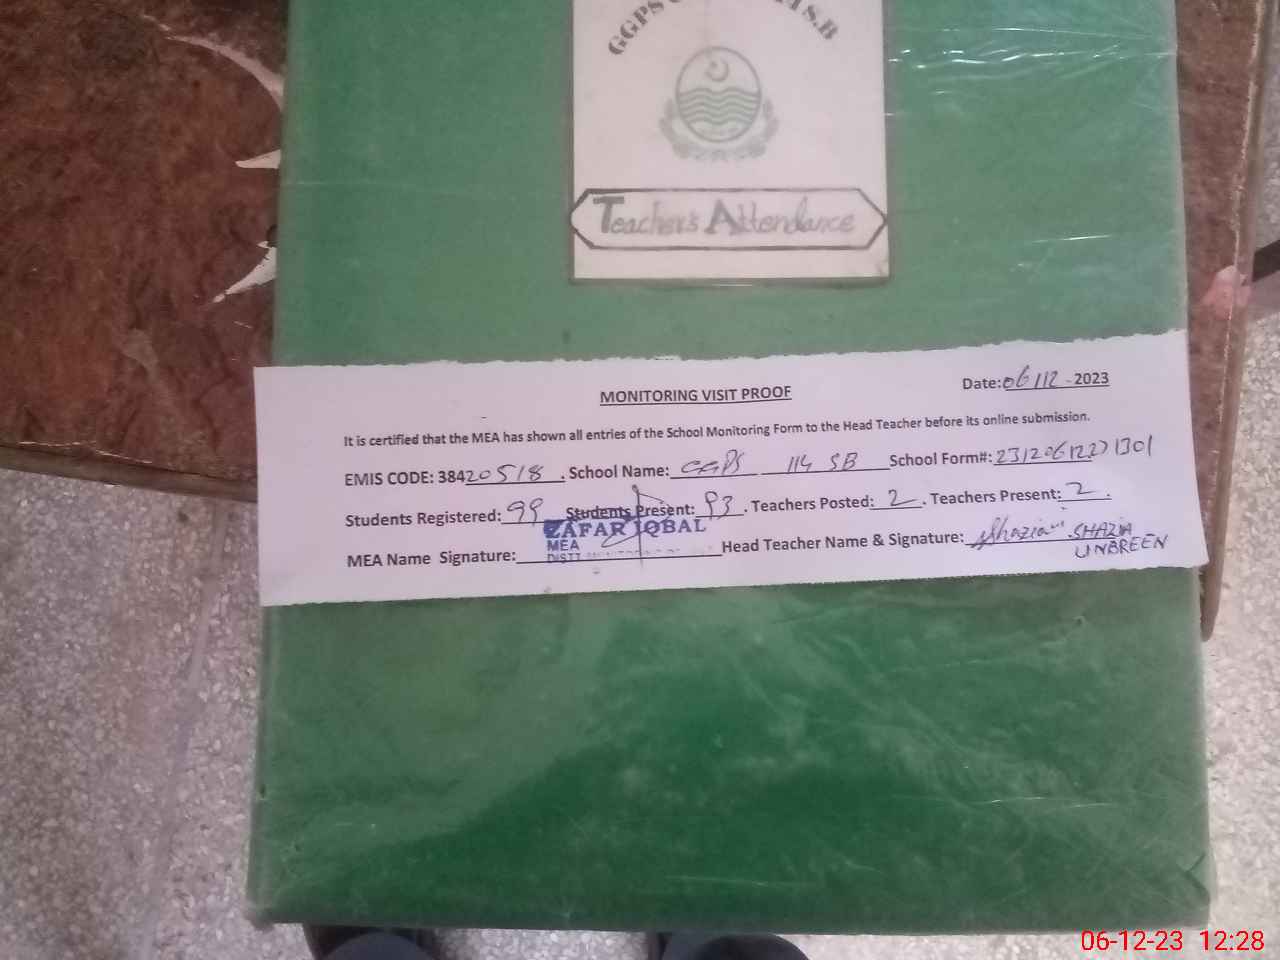 GGPS S.B
Teacher's Attendance
MONITORING VISIT PROOF
Date: 06/12-2023
It is certified that the MEA has shown all entries of the School Monitoring Form to the Head Teacher before its online submission.
EMIS CODE: 38420518. School Name: GGPS 114 SB School Form#:
Students Registered: 99 Students Present: 93. Teachers Posted: 2. Teachers Present: 2.
ZAFAR IQBAL
MEA
DISTT
MEA Name Signature: Head Teacher Name & Signature: Shazia SHAZIA
UNBREEN
06-12-23 12:28